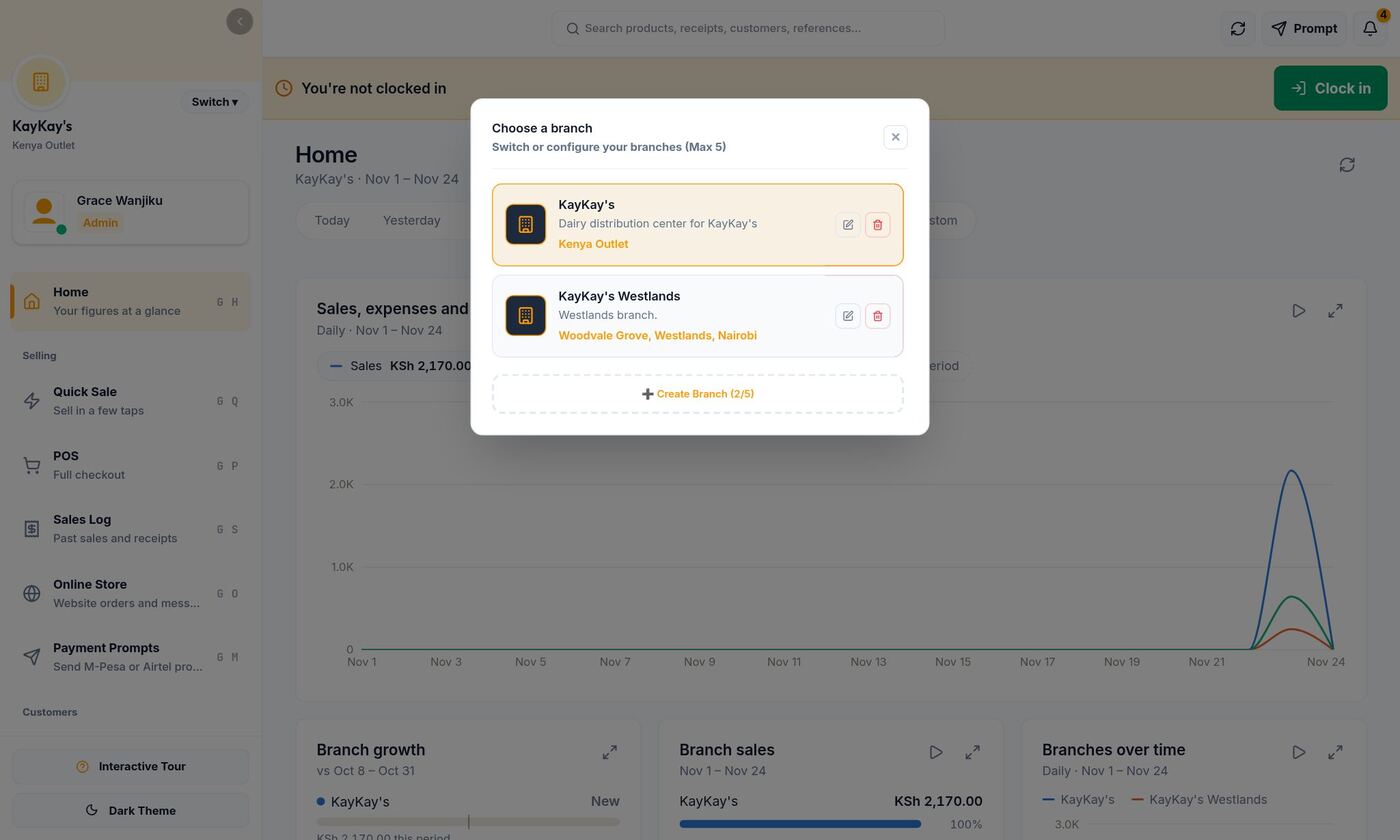 Search products, receipts, customers, references...
Prompt
4
Switch ▾
KayKay's
Kenya Outlet
You're not clocked in
Clock in
Grace Wanjiku
Admin
Home
Your figures at a glance
G H
Selling
Quick Sale
Sell in a few taps
G Q
POS
Full checkout
G P
Sales Log
Past sales and receipts
G S
Online Store
Website orders and mess...
G O
Payment Prompts
Send M-Pesa or Airtel pro...
G M
Customers
Interactive Tour
Dark Theme
Home
KayKay's · Nov 1 – Nov 24
Today
Yesterday
Choose a branch
Switch or configure your branches (Max 5)
KayKay's
Dairy distribution center for KayKay's
Kenya Outlet
KayKay's Westlands
Westlands branch.
Woodvale Grove, Westlands, Nairobi
➕ Create Branch (2/5)
Sales, expenses and
Daily · Nov 1 – Nov 24
Sales KSh 2,170.00
3.0K
2.0K
1.0K
0
Nov 1 Nov 3 Nov 5 Nov 7 Nov 9 Nov 11 Nov 13 Nov 15 Nov 17 Nov 19 Nov 21 Nov 24
Branch growth
vs Oct 8 – Oct 31
KayKay's New
KSh 2,170.00 this period
Branch sales
Nov 1 – Nov 24
KayKay's KSh 2,170.00
100%
Branches over time
Daily · Nov 1 – Nov 24
KayKay's KayKay's Westlands
3.0K